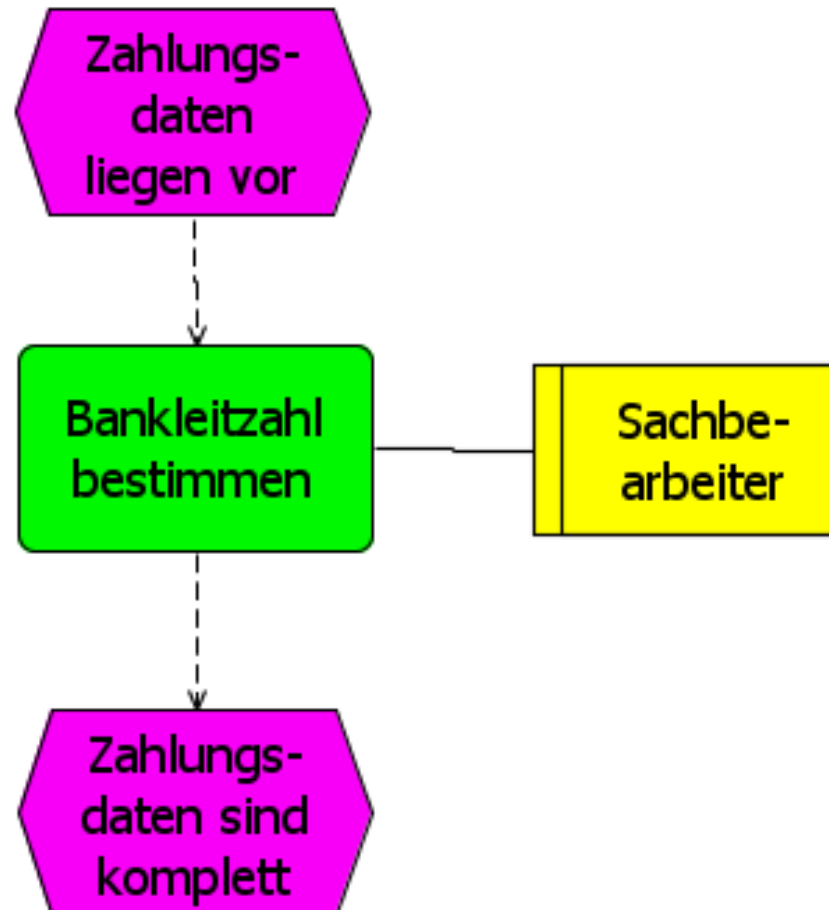 Zahlungs-
daten
liegen vor
Bankleitzahl
bestimmen
Sachbe-
arbeiter
Zahlungs-
daten sind
komplett